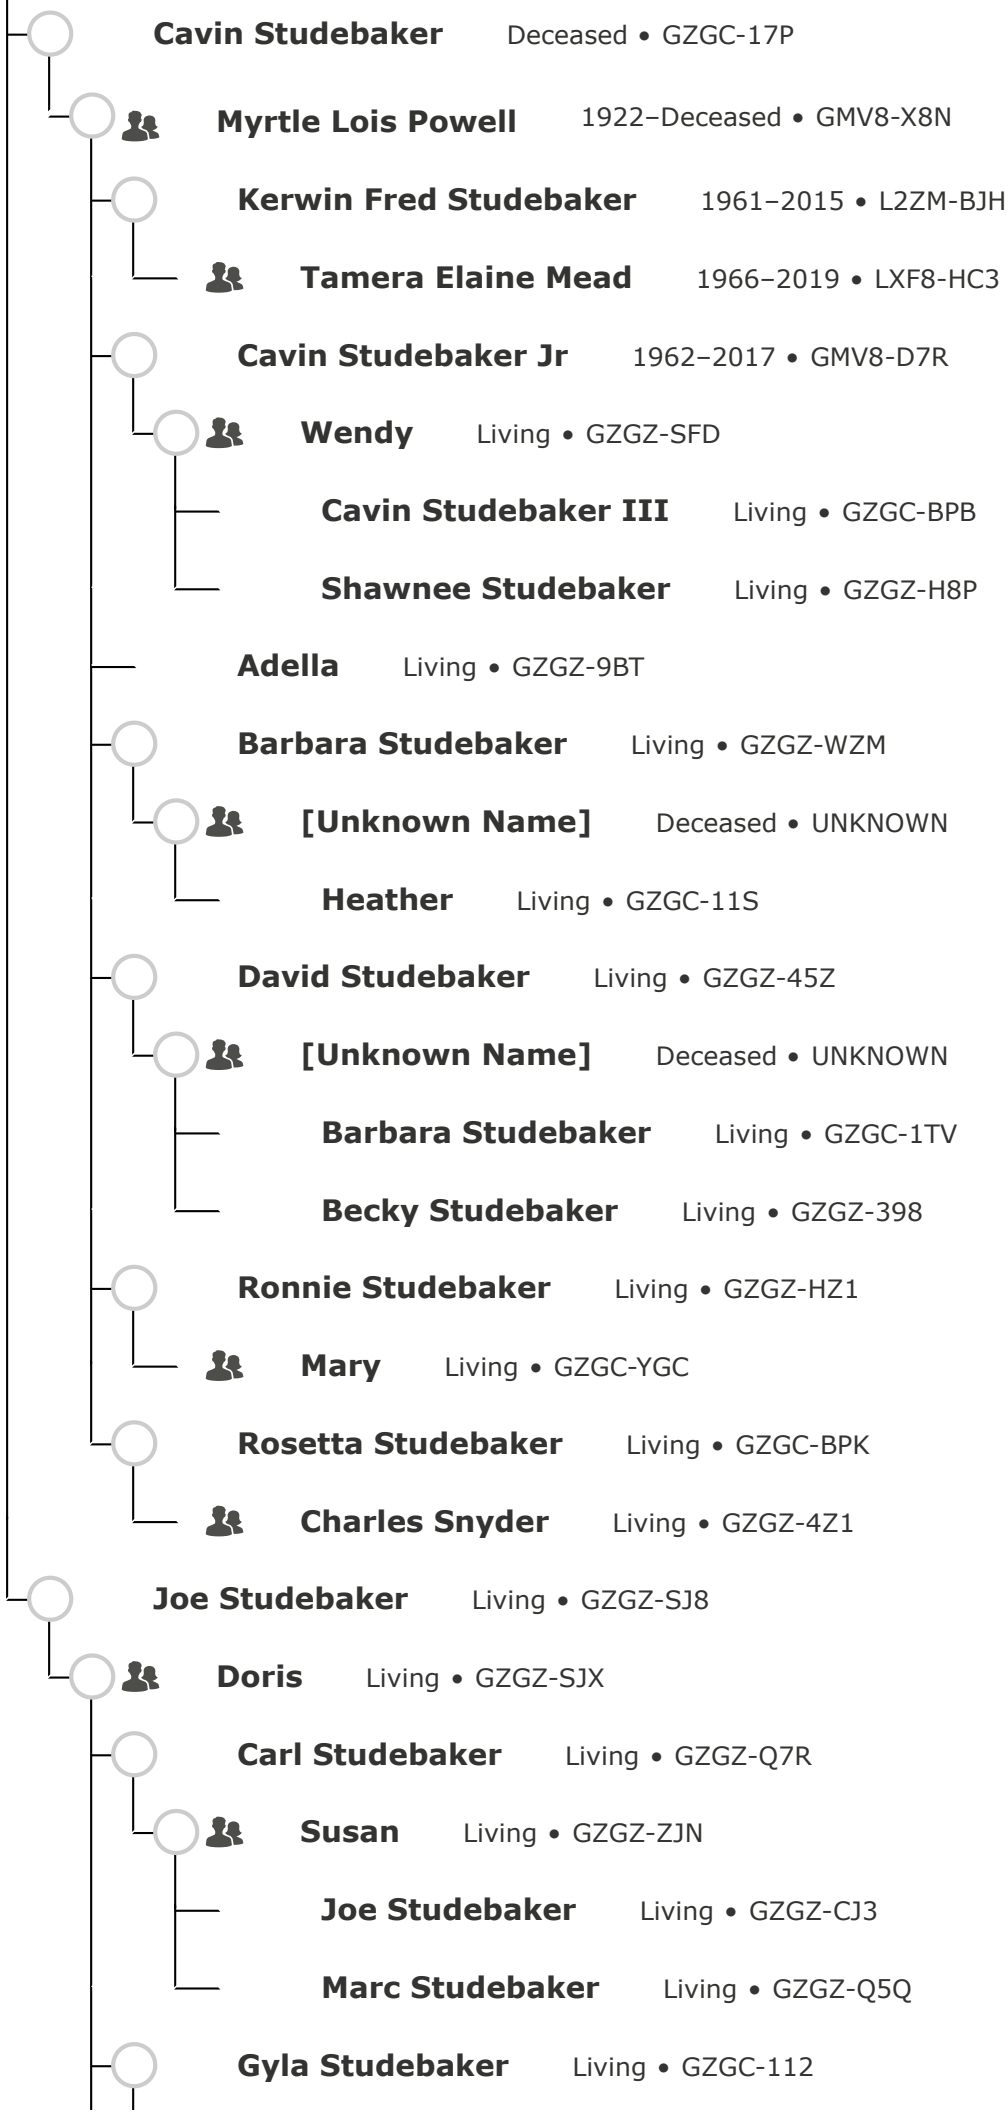 Cavin Studebaker Deceased • GZGC-17P
Myrtle Lois Powell 1922–Deceased • GMV8-X8N
Kerwin Fred Studebaker 1961–2015 • L2ZM-BJH
Tamera Elaine Mead 1966–2019 • LXF8-HC3
Cavin Studebaker Jr 1962–2017 • GMV8-D7R
Wendy Living • GZGZ-SFD
Cavin Studebaker III Living • GZGC-BPB
Shawnee Studebaker Living • GZGZ-H8P
Adella Living • GZGZ-9BT
Barbara Studebaker Living • GZGZ-WZM
[Unknown Name] Deceased • UNKNOWN
Heather Living • GZGC-11S
David Studebaker Living • GZGZ-45Z
[Unknown Name] Deceased • UNKNOWN
Barbara Studebaker Living • GZGC-1TV
Becky Studebaker Living • GZGZ-398
Ronnie Studebaker Living • GZGZ-HZ1
Mary Living • GZGC-YGC
Rosetta Studebaker Living • GZGC-BPK
Charles Snyder Living • GZGZ-4Z1
Joe Studebaker Living • GZGZ-SJ8
Doris Living • GZGZ-SJX
Carl Studebaker Living • GZGZ-Q7R
Susan Living • GZGZ-ZJN
Joe Studebaker Living • GZGZ-CJ3
Marc Studebaker Living • GZGZ-Q5Q
Gyla Studebaker Living • GZGC-112